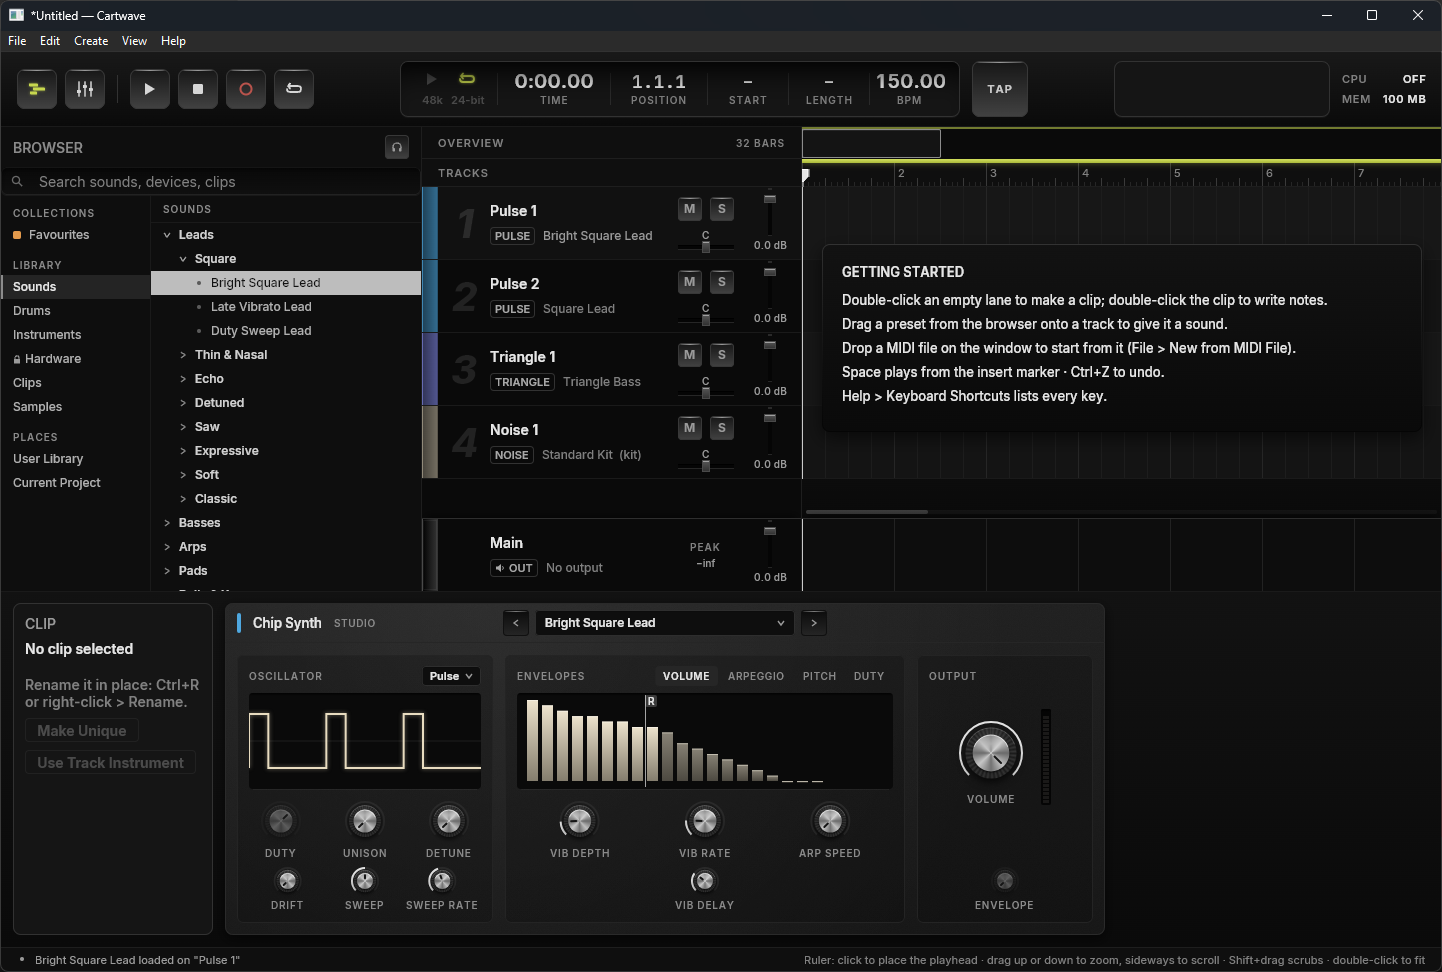 *Untitled — Cartwave
File Edit Create View Help
48k 24-bit
0:00.00
TIME
1.1.1
POSITION
–
START
–
LENGTH
150.00
BPM
TAP
CPU OFF
MEM 100 MB
BROWSER
Search sounds, devices, clips
COLLECTIONS
Favourites
LIBRARY
Sounds
Drums
Instruments
Hardware
Clips
Samples
PLACES
User Library
Current Project
SOUNDS
Leads
Square
Bright Square Lead
Late Vibrato Lead
Duty Sweep Lead
Thin & Nasal
Echo
Detuned
Saw
Expressive
Soft
Classic
Basses
Arps
Pads
OVERVIEW 32 BARS
TRACKS
2 3 4 5 6 7
1 Pulse 1 M S
PULSE Bright Square Lead C 0.0 dB
2 Pulse 2 M S
PULSE Square Lead C 0.0 dB
3 Triangle 1 M S
TRIANGLE Triangle Bass C 0.0 dB
4 Noise 1 M S
NOISE Standard Kit (kit) C 0.0 dB
Main PEAK
OUT No output -inf 0.0 dB
GETTING STARTED
Double-click an empty lane to make a clip; double-click the clip to write notes.
Drag a preset from the browser onto a track to give it a sound.
Drop a MIDI file on the window to start from it (File > New from MIDI File).
Space plays from the insert marker · Ctrl+Z to undo.
Help > Keyboard Shortcuts lists every key.
CLIP
No clip selected
Rename it in place: Ctrl+R
or right-click > Rename.
Make Unique
Use Track Instrument
Chip Synth STUDIO < Bright Square Lead >
OSCILLATOR Pulse
DUTY UNISON DETUNE
DRIFT SWEEP SWEEP RATE
ENVELOPES VOLUME ARPEGGIO PITCH DUTY
R
VIB DEPTH VIB RATE ARP SPEED
VIB DELAY
OUTPUT
VOLUME
ENVELOPE
Bright Square Lead loaded on "Pulse 1"
Ruler: click to place the playhead · drag up or down to zoom, sideways to scroll · Shift+drag scrubs · double-click to fit